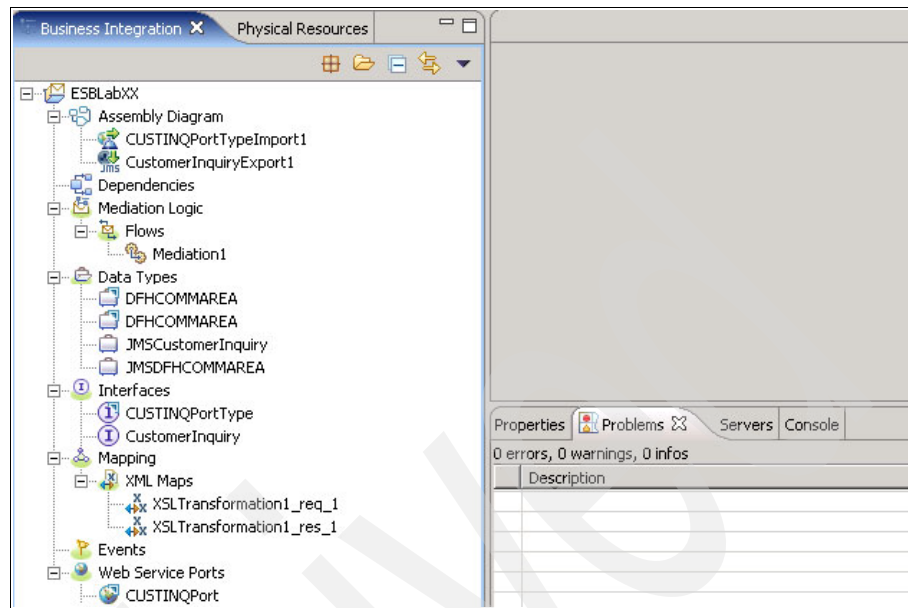 Business Integration
Physical Resources
ESBLabXX
Assembly Diagram
CUSTINQPortTypeImport1
JMS CustomerInquiryExport1
Dependencies
Mediation Logic
Flows
Mediation1
Data Types
DFHCOMMAREA
DFHCOMMAREA
JMSCustomerInquiry
JMSDFHCOMMAREA
Interfaces
CUSTINQPortType
CustomerInquiry
Mapping
XML Maps
XSLTransformation1_req_1
XSLTransformation1_res_1
Events
Web Service Ports
CUSTINQPort
Properties Problems Servers Console
0 errors, 0 warnings, 0 infos
Description